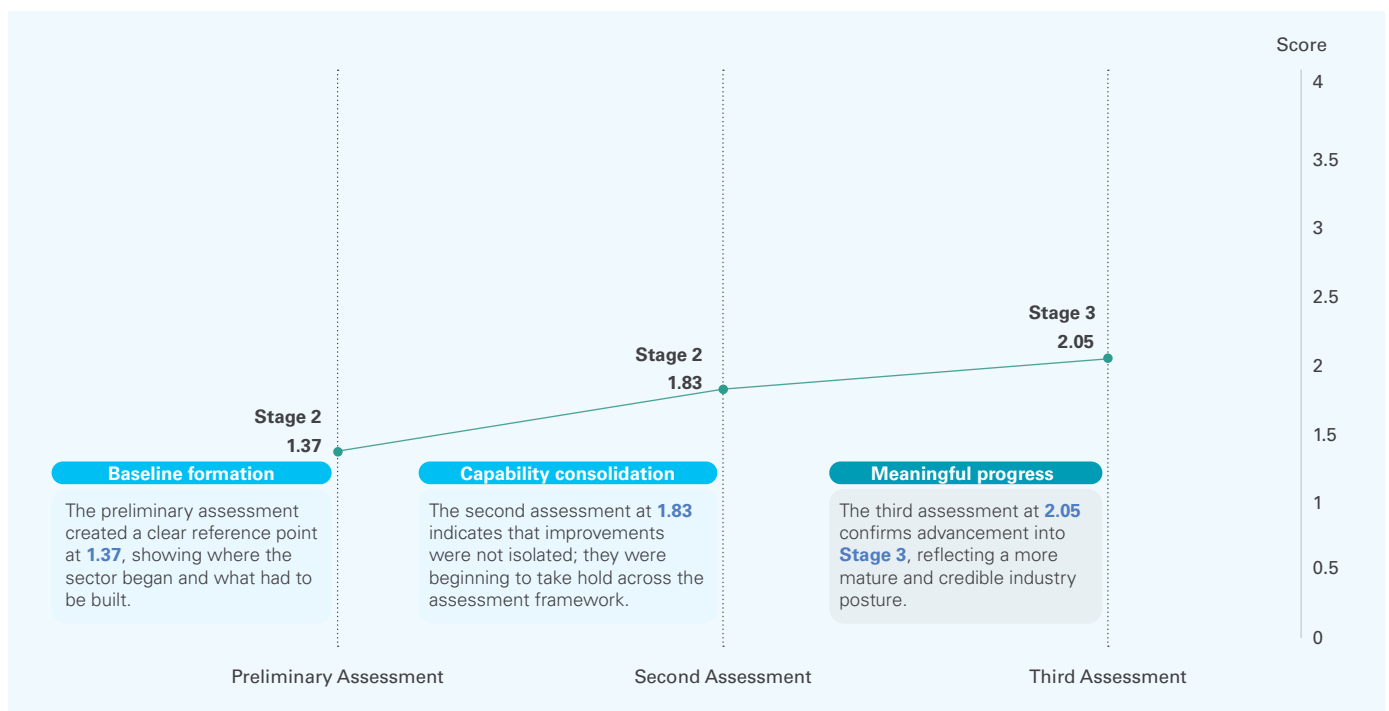 Score
4
3.5
3
2.5
2
1.5
1
0.5
0
Stage 2
1.37
Stage 2
1.83
Stage 3
2.05
Baseline formation
The preliminary assessment
created a clear reference point
at 1.37, showing where the
sector began and what had to
be built.
Capability consolidation
The second assessment at 1.83
indicates that improvements
were not isolated; they were
beginning to take hold across the
assessment framework.
Meaningful progress
The third assessment at 2.05
confirms advancement into
Stage 3, reflecting a more
mature and credible industry
posture.
Preliminary Assessment
Second Assessment
Third Assessment